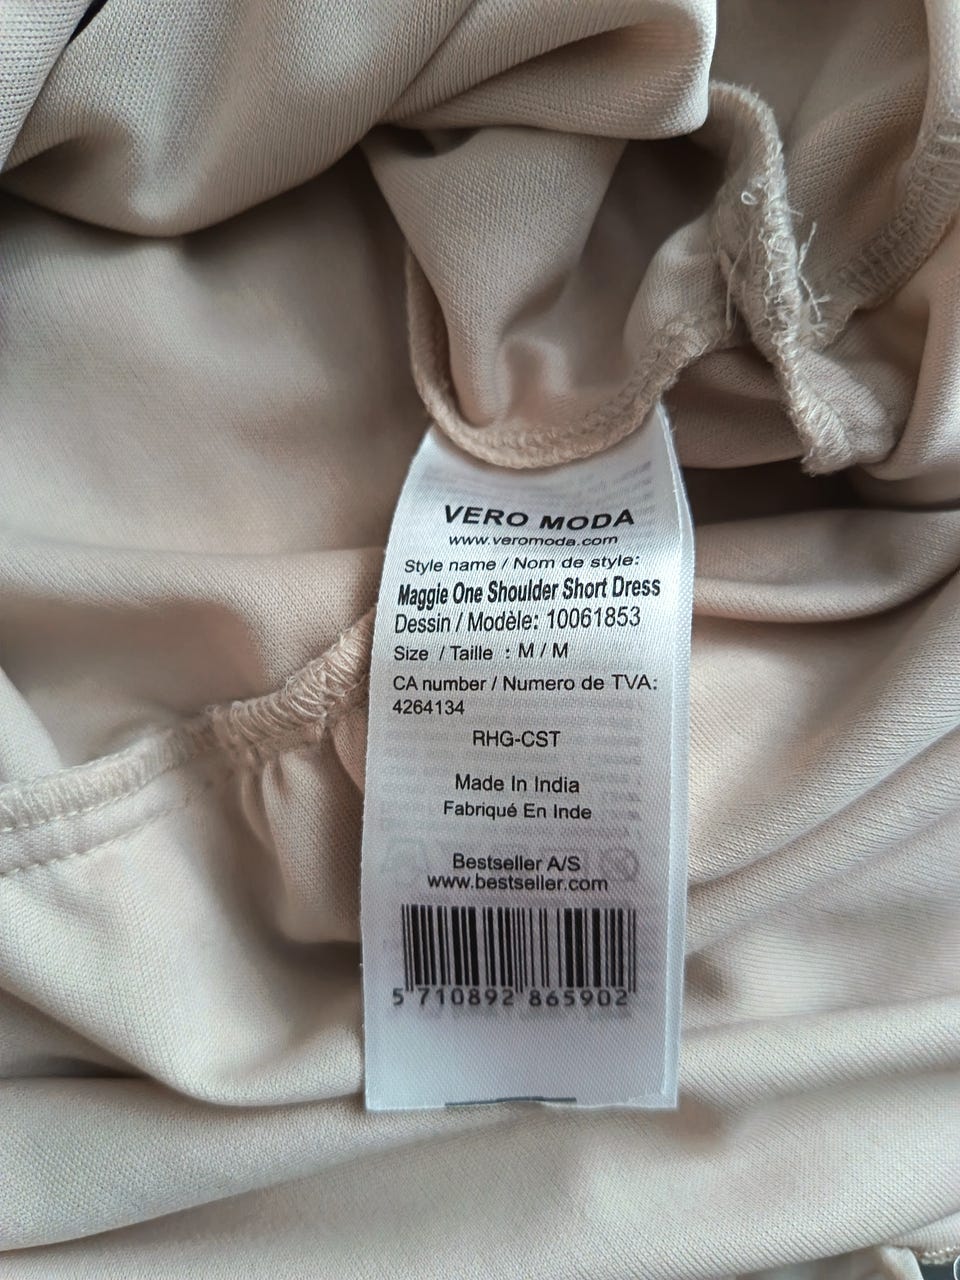 VERO MODA
www.veromoda.com
Style name / Nom de style:
Maggie One Shoulder Short Dress
Dessin / Modèle: 10061853
Size / Taille : M / M
CA number / Numero de TVA:
4264134
RHG-CST
Made In India
Fabriqué En Inde
Bestseller A/S
www.bestseller.com
5 710892 865902